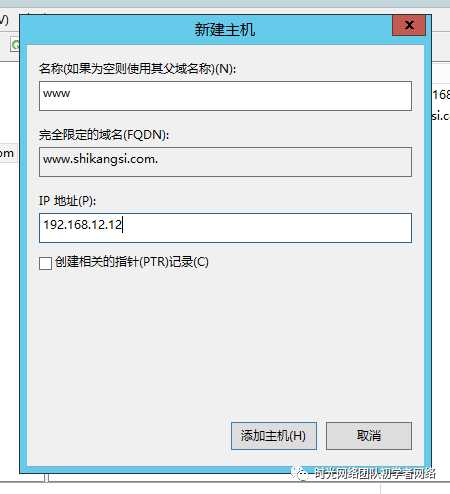 V)
新建主机
x
名称(如果为空则使用其父域名称)(N):
www
168
完全限定的域名(FQDN):
si.co
om
www.shikangsi.com.
IP 地址(P):
192.168.12.12
创建相关的指针(PTR)记录(C)
添加主机(H)
取消
时光网络团队初学者网络